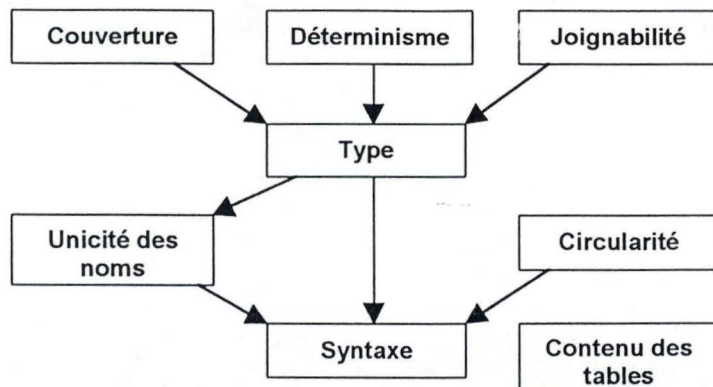 Couverture
Déterminisme
Joignabilité
Type
Unicité des
noms
Circularité
Syntaxe
Contenu des
tables